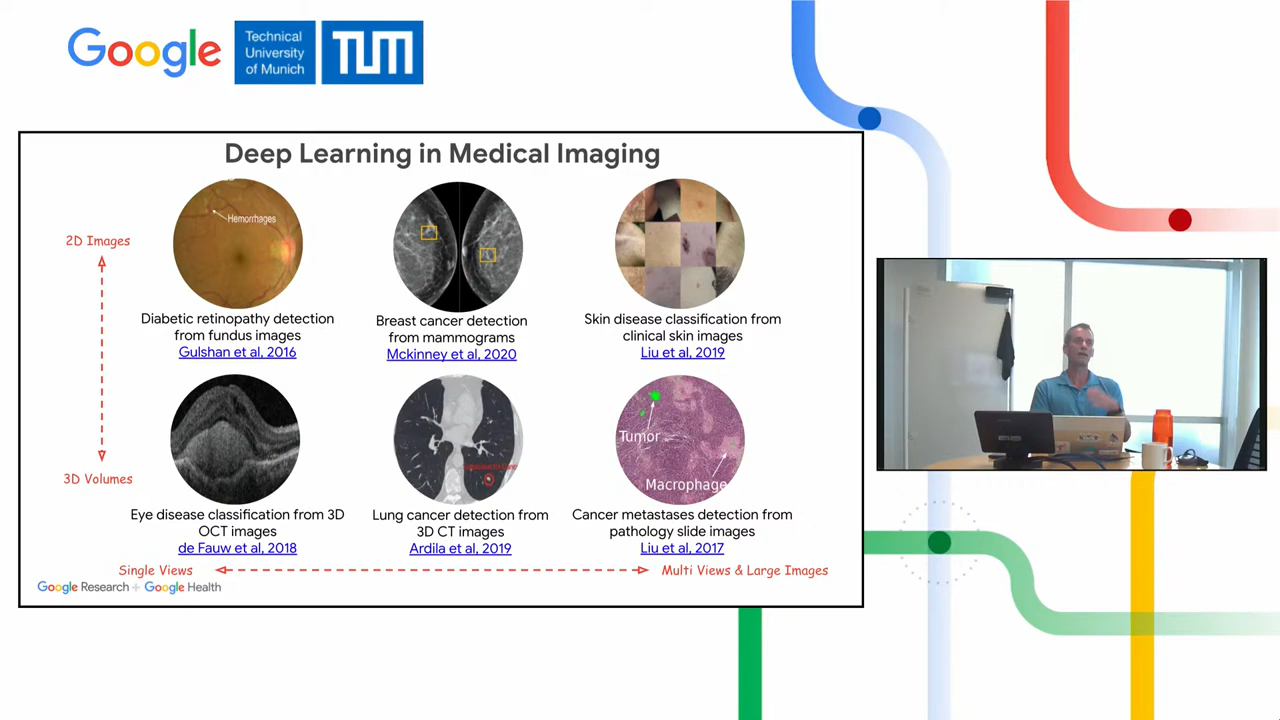 Google
Technical
University
of Munich
TUM
Deep Learning in Medical Imaging
2D Images
3D Volumes
Hemorrhages
Diabetic retinopathy detection
from fundus images
Gulshan et al, 2016
Breast cancer detection
from mammograms
Mckinney et al, 2020
Skin disease classification from
clinical skin images
Liu et al, 2019
Eye disease classification from 3D
OCT images
de Fauw et al, 2018
Lung cancer detection from
3D CT images
Ardila et al, 2019
Tumor
Macrophage
Cancer metastases detection from
pathology slide images
Liu et al, 2017
Single Views
Multi Views & Large Images
Google Research + Google Health